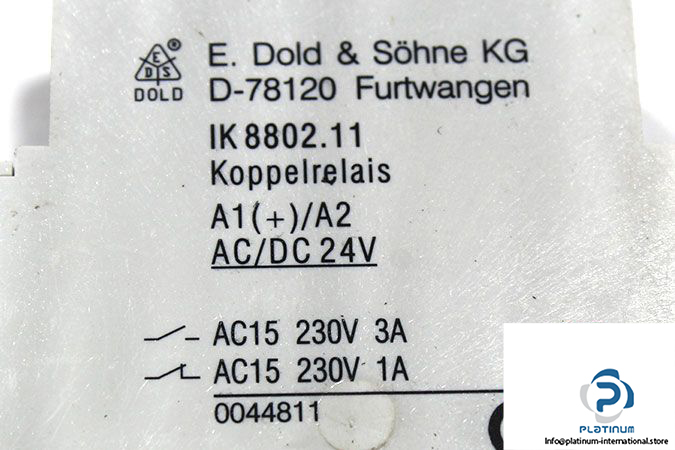 E. Dold & Söhne KG
D-78120 Furtwangen
E
D S
®
DOLD
IK 8802.11
Koppelrelais
A1(+)/A2
AC/DC 24V
AC15 230V 3A
AC15 230V 1A
0044811
PLATINUM
Info@platinum-international.store